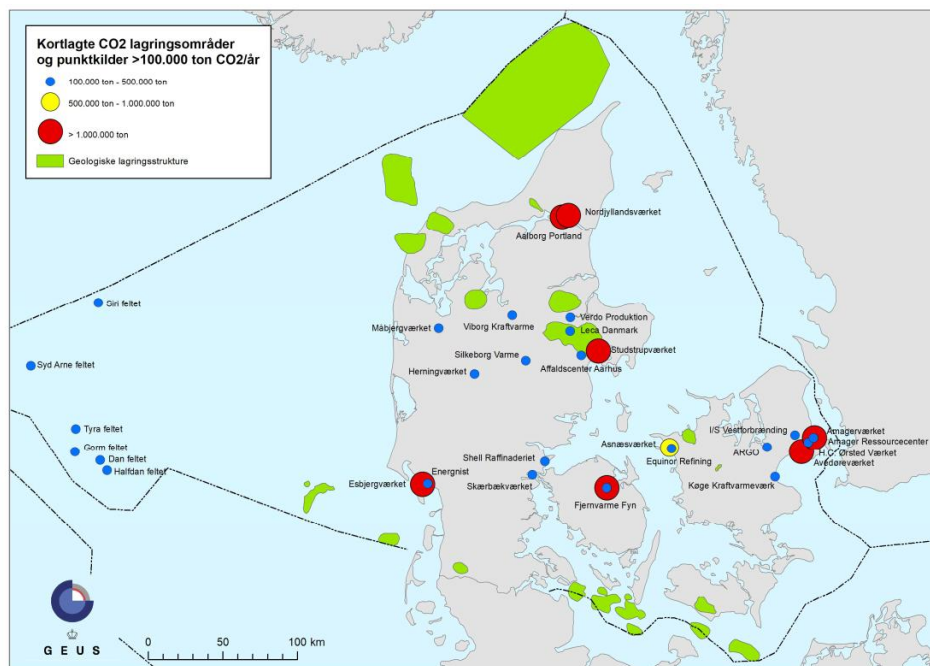 Kortlagte CO2 lagringsområder
og punktkilder >100.000 ton CO2/år
100.000 ton - 500.000 ton
500.000 ton - 1.000.000 ton
> 1.000.000 ton
Geologiske lagringsstrukture
Nordjyllandsværket
Aalborg Portland
Siri feltet
Verdo Produktion
Måbjergværket
Viborg Kraftvarme
Leca Danmark
Studstrupværket
Silkeborg Varme
Syd Arne feltet
Affaldscenter Aarhus
Herningværket
Tyra feltet
I/S Vestforbrænding
Amagerværket
Gorm feltet
Asnæsværket
Amager Ressourcecenter
Dan feltet
Shell Raffinaderiet
Equinor Refining
ARGO
H.C. Ørsted Værket
Halfdan feltet
Energnist
Avedøreværket
Esbjergværket
Skærbækværket
Køge Kraftvarmeværk
Fjernvarme Fyn
GEUS
0 50 100 km